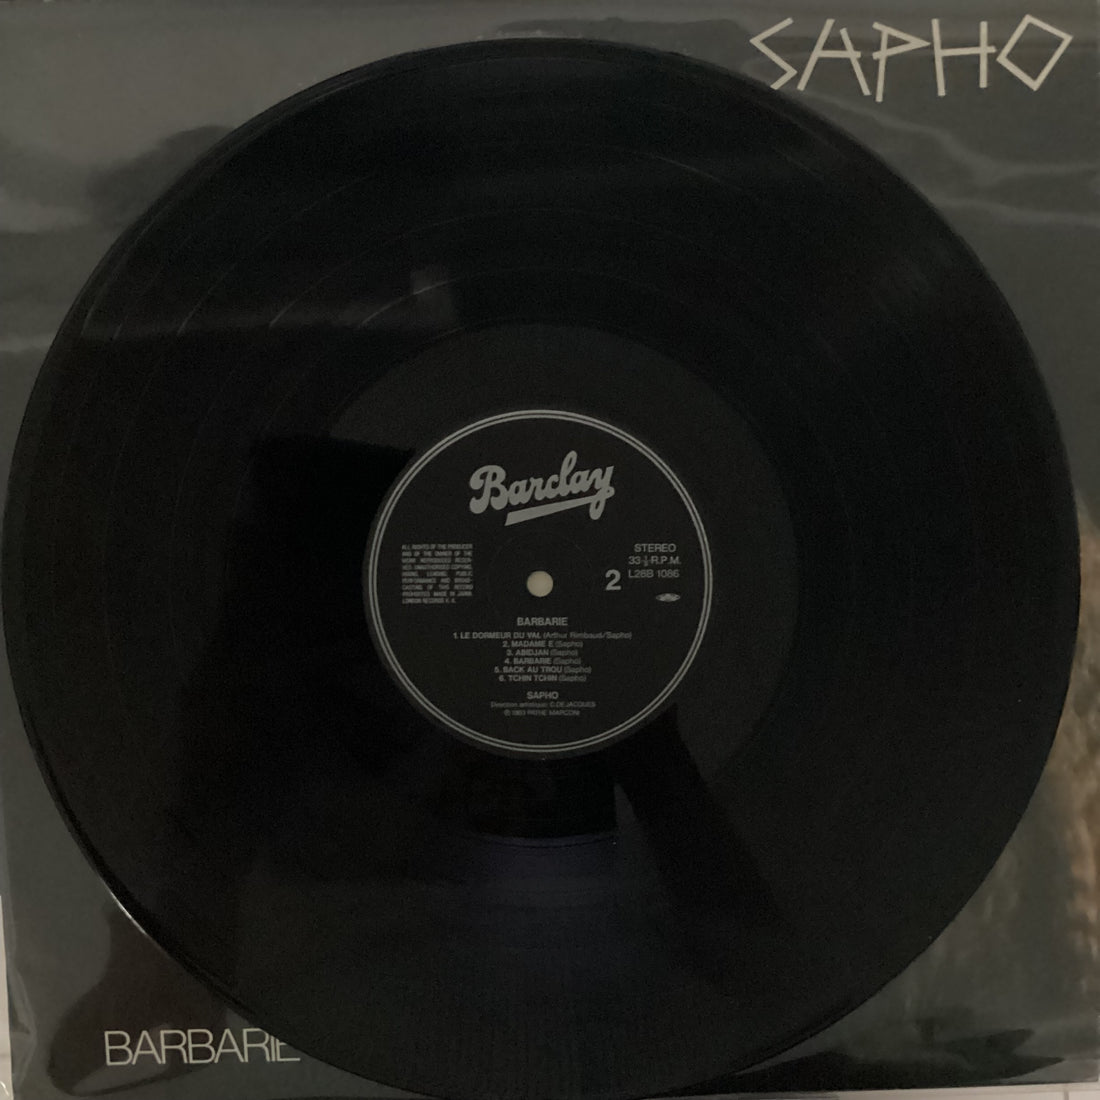 SAPHO
Barclay
ALL RIGHTS OF THE PRODUCER
AND OF THE OWNER OF THE
WORK REPRODUCED RESER-
VED. UNAUTHORISED COPYING,
HIRING, LENDING, PUBLIC
PERFORMANCE AND BROAD-
CASTING OF THIS RECORD
PROHIBITED. MADE IN JAPAN.
LONDON RECORDS K. K.
STEREO
33 1/3 R.P.M.
2 L28B 1086
BARBARIE
1. LE DORMEUR DU VAL (Arthur Rimbaud/Sapho)
2. MADAME E (Sapho)
3. ABIDJAN (Sapho)
4. BARBARIE (Sapho)
5. BACK AU TROU (Sapho)
6. TCHIN TCHIN (Sapho)
SAPHO
Direction artistique: C.DEJACQUES
℗ 1983 PATHE MARCONI
BARBARIE